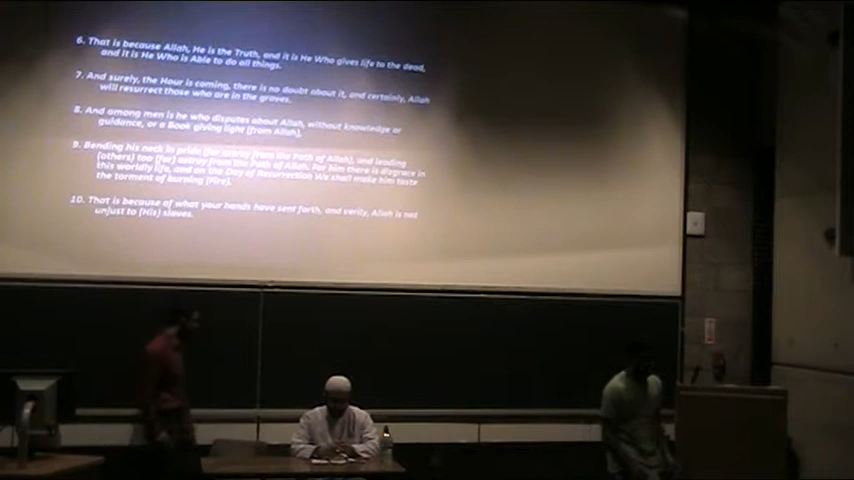 6. That is because Allah, He is the Truth, and it is He Who gives life to the dead,
and it is He Who is Able to do all things.
7. And surely, the Hour is coming, there is no doubt about it, and certainly, Allah
will resurrect those who are in the graves.
8. And among men is he who disputes about Allah, without knowledge or
guidance, or a Book giving light (from Allah),
9. Bending his neck in pride (far astray from the Path of Allah), and leading
(others) too (far) astray from the Path of Allah. For him there is disgrace in
this worldly life, and on the Day of Resurrection We shall make him taste
the torment of burning (Fire).
10. That is because of what your hands have sent forth, and verily, Allah is not
unjust to (His) slaves.